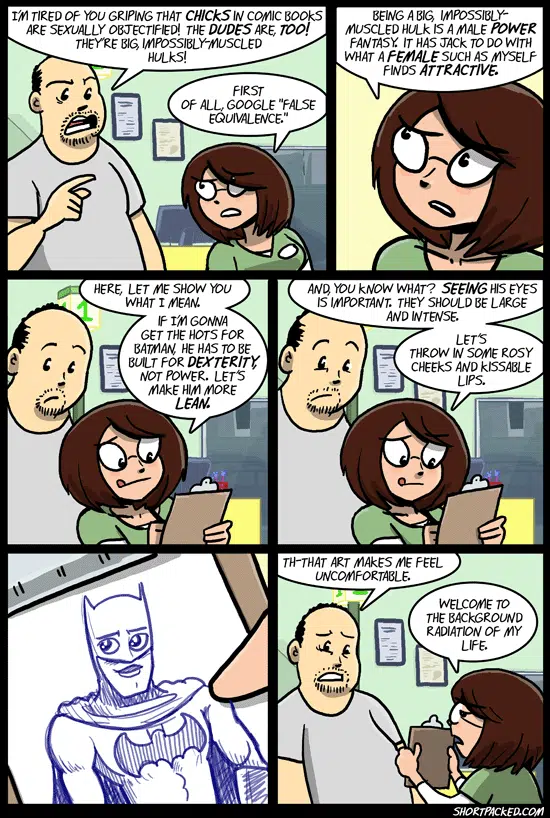 I'M TIRED OF YOU GRIPING THAT CHICKS IN COMIC BOOKS
ARE SEXUALLY OBJECTIFIED! THE DUDES ARE, TOO!
THEY'RE BIG, IMPOSSIBLY-MUSCLED
HULKS!
FIRST
OF ALL, GOOGLE "FALSE
EQUIVALENCE."
BEING A BIG, IMPOSSIBLY-
MUSCLED HULK IS A MALE POWER
FANTASY. IT HAS JACK TO DO WITH
WHAT A FEMALE SUCH AS MYSELF
FINDS ATTRACTIVE.
HERE, LET ME SHOW YOU
WHAT I MEAN.
IF I'M GONNA
GET THE HOTS FOR
BATMAN, HE HAS TO BE
BUILT FOR DEXTERITY,
NOT POWER. LET'S
MAKE HIM MORE
LEAN.
1
AND, YOU KNOW WHAT? SEEING HIS EYES
IS IMPORTANT. THEY SHOULD BE LARGE
AND INTENSE.
LET'S
THROW IN SOME ROSY
CHEEKS AND KISSABLE
LIPS.
TH-THAT ART MAKES ME FEEL
UNCOMFORTABLE.
WELCOME TO
THE BACKGROUND
RADIATION OF MY
LIFE.
SHORTPACKED.COM